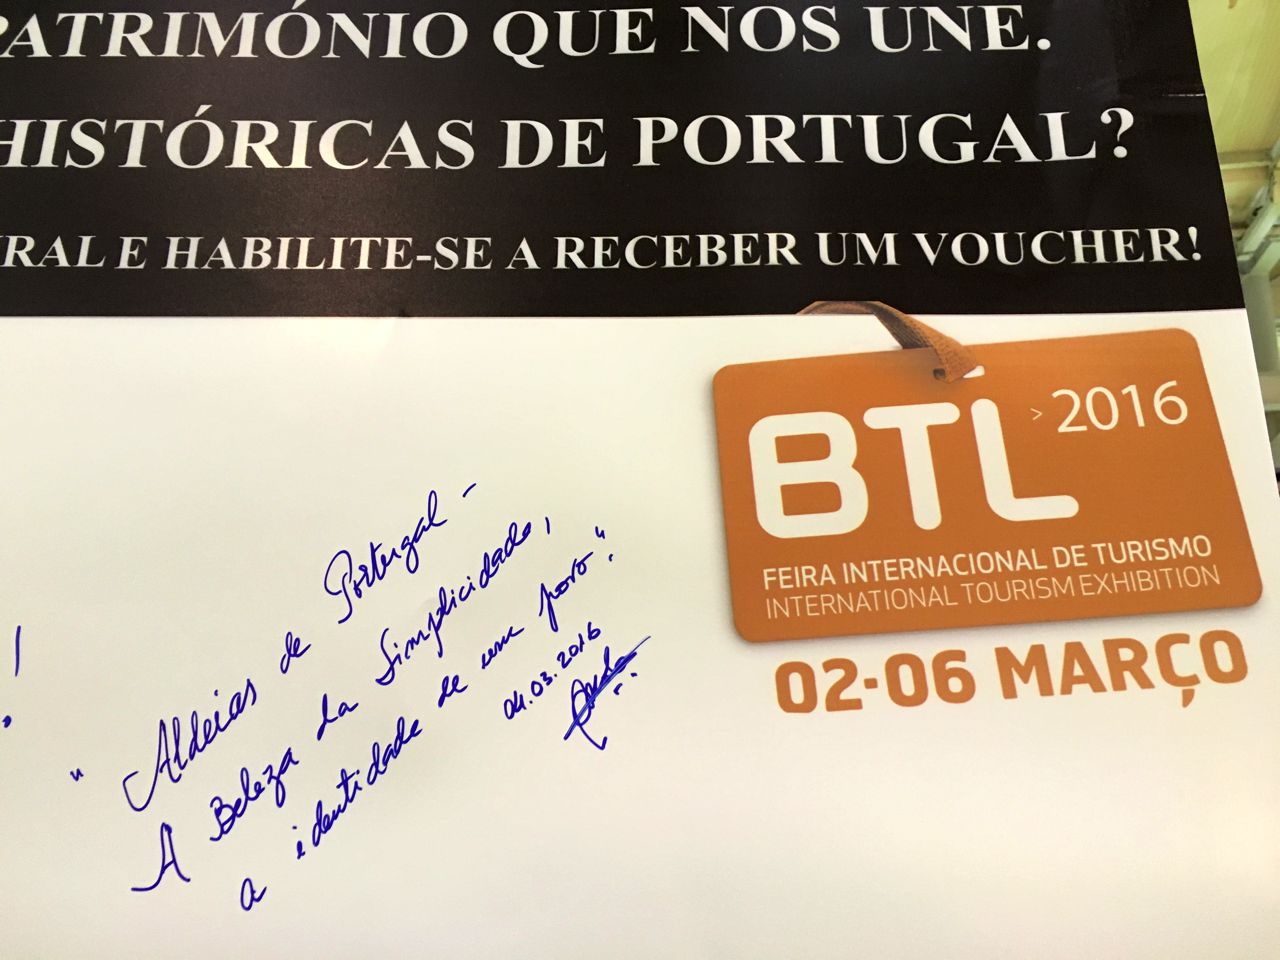 PATRIMÓNIO QUE NOS UNE.
HISTÓRICAS DE PORTUGAL?
RAL E HABILITE-SE A RECEBER UM VOUCHER!
BTL > 2016
FEIRA INTERNACIONAL DE TURISMO
INTERNATIONAL TOURISM EXHIBITION
02-06 MARÇO
!
"Aldeias de Portugal -
A Beleza da Simplicidade,
a identidade de um povo".
04.03.2016